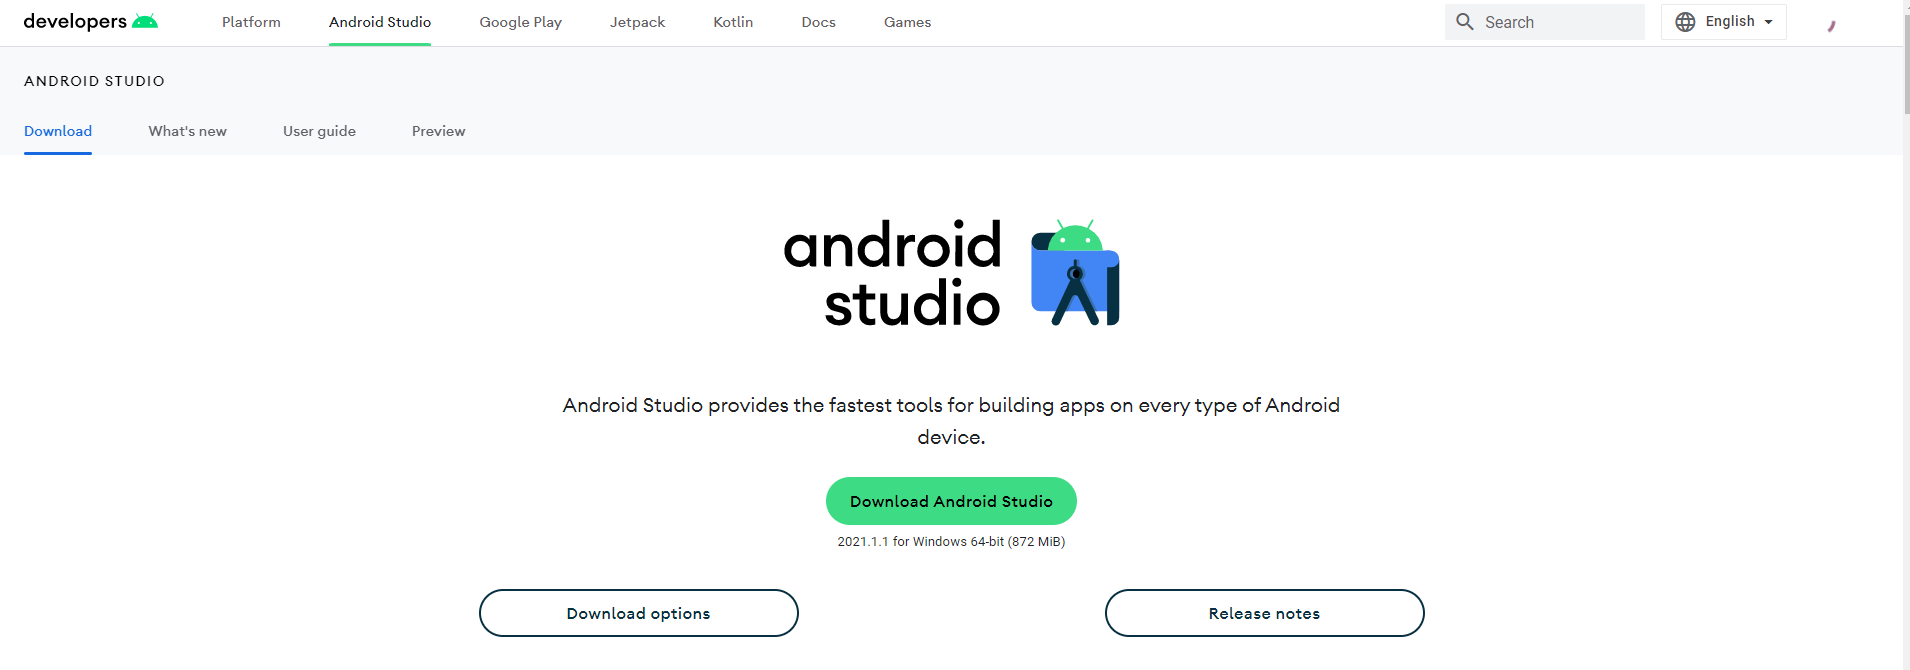 developers Platform Android Studio Google Play Jetpack Kotlin Docs Games Search English
ANDROID STUDIO
Download What's new User guide Preview
android
studio
Android Studio provides the fastest tools for building apps on every type of Android
device.
Download Android Studio
2021.1.1 for Windows 64-bit (872 MiB)
Download options Release notes